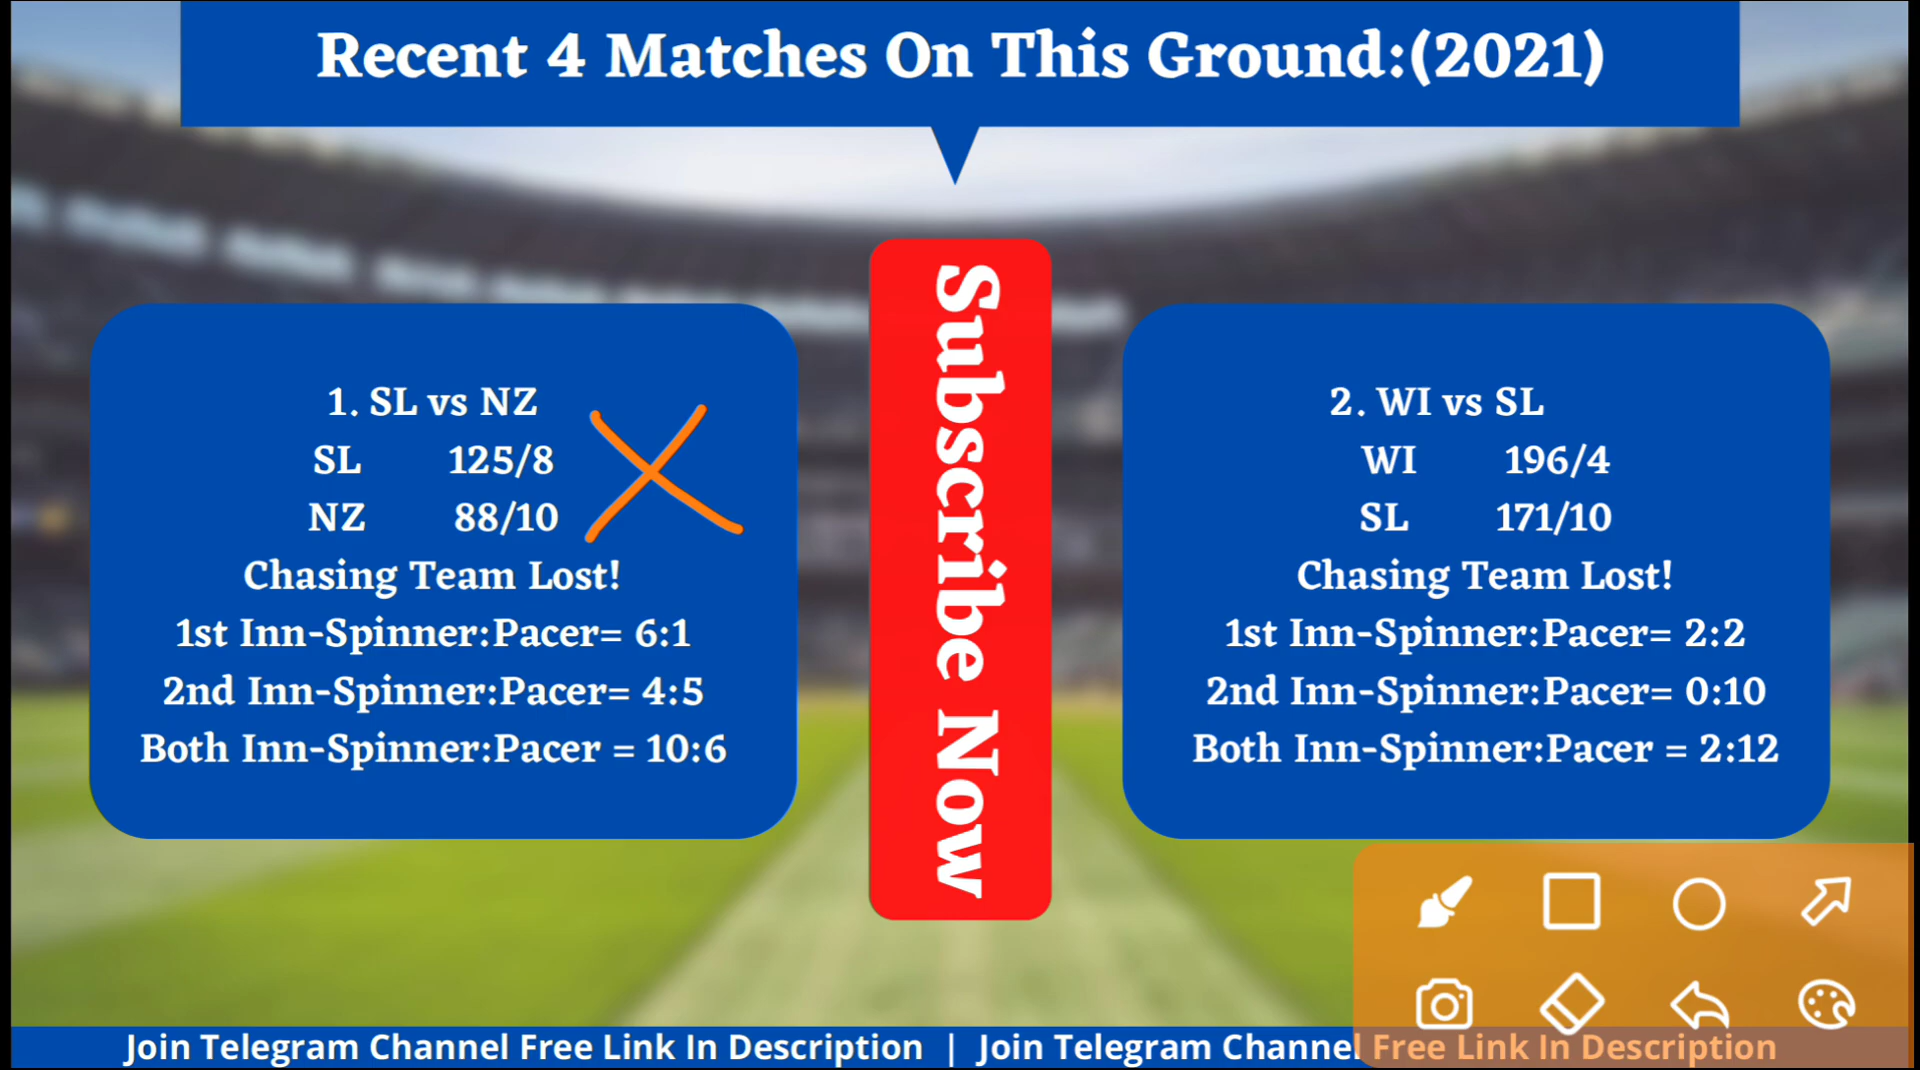 Recent 4 Matches On This Ground:(2021)
1. SL vs NZ
SL 125/8
NZ 88/10
Chasing Team Lost!
1st Inn-Spinner:Pacer= 6:1
2nd Inn-Spinner:Pacer= 4:5
Both Inn-Spinner:Pacer = 10:6
Subscribe Now
2. WI vs SL
WI 196/4
SL 171/10
Chasing Team Lost!
1st Inn-Spinner:Pacer= 2:2
2nd Inn-Spinner:Pacer= 0:10
Both Inn-Spinner:Pacer = 2:12
Join Telegram Channel Free Link In Description | Join Telegram Channel Free Link In Description